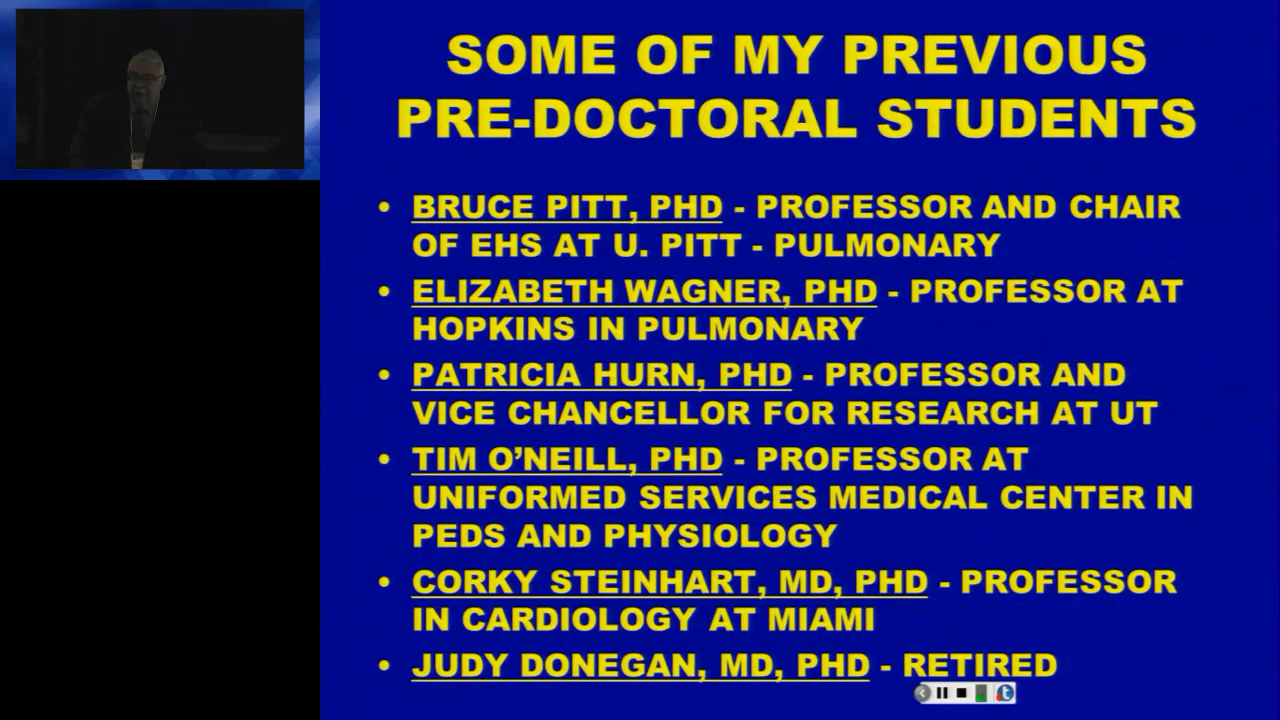 SOME OF MY PREVIOUS
PRE-DOCTORAL STUDENTS
• BRUCE PITT, PHD - PROFESSOR AND CHAIR
OF EHS AT U. PITT - PULMONARY
• ELIZABETH WAGNER, PHD - PROFESSOR AT
HOPKINS IN PULMONARY
• PATRICIA HURN, PHD - PROFESSOR AND
VICE CHANCELLOR FOR RESEARCH AT UT
• TIM O’NEILL, PHD - PROFESSOR AT
UNIFORMED SERVICES MEDICAL CENTER IN
PEDS AND PHYSIOLOGY
• CORKY STEINHART, MD, PHD - PROFESSOR
IN CARDIOLOGY AT MIAMI
• JUDY DONEGAN, MD, PHD - RETIRED